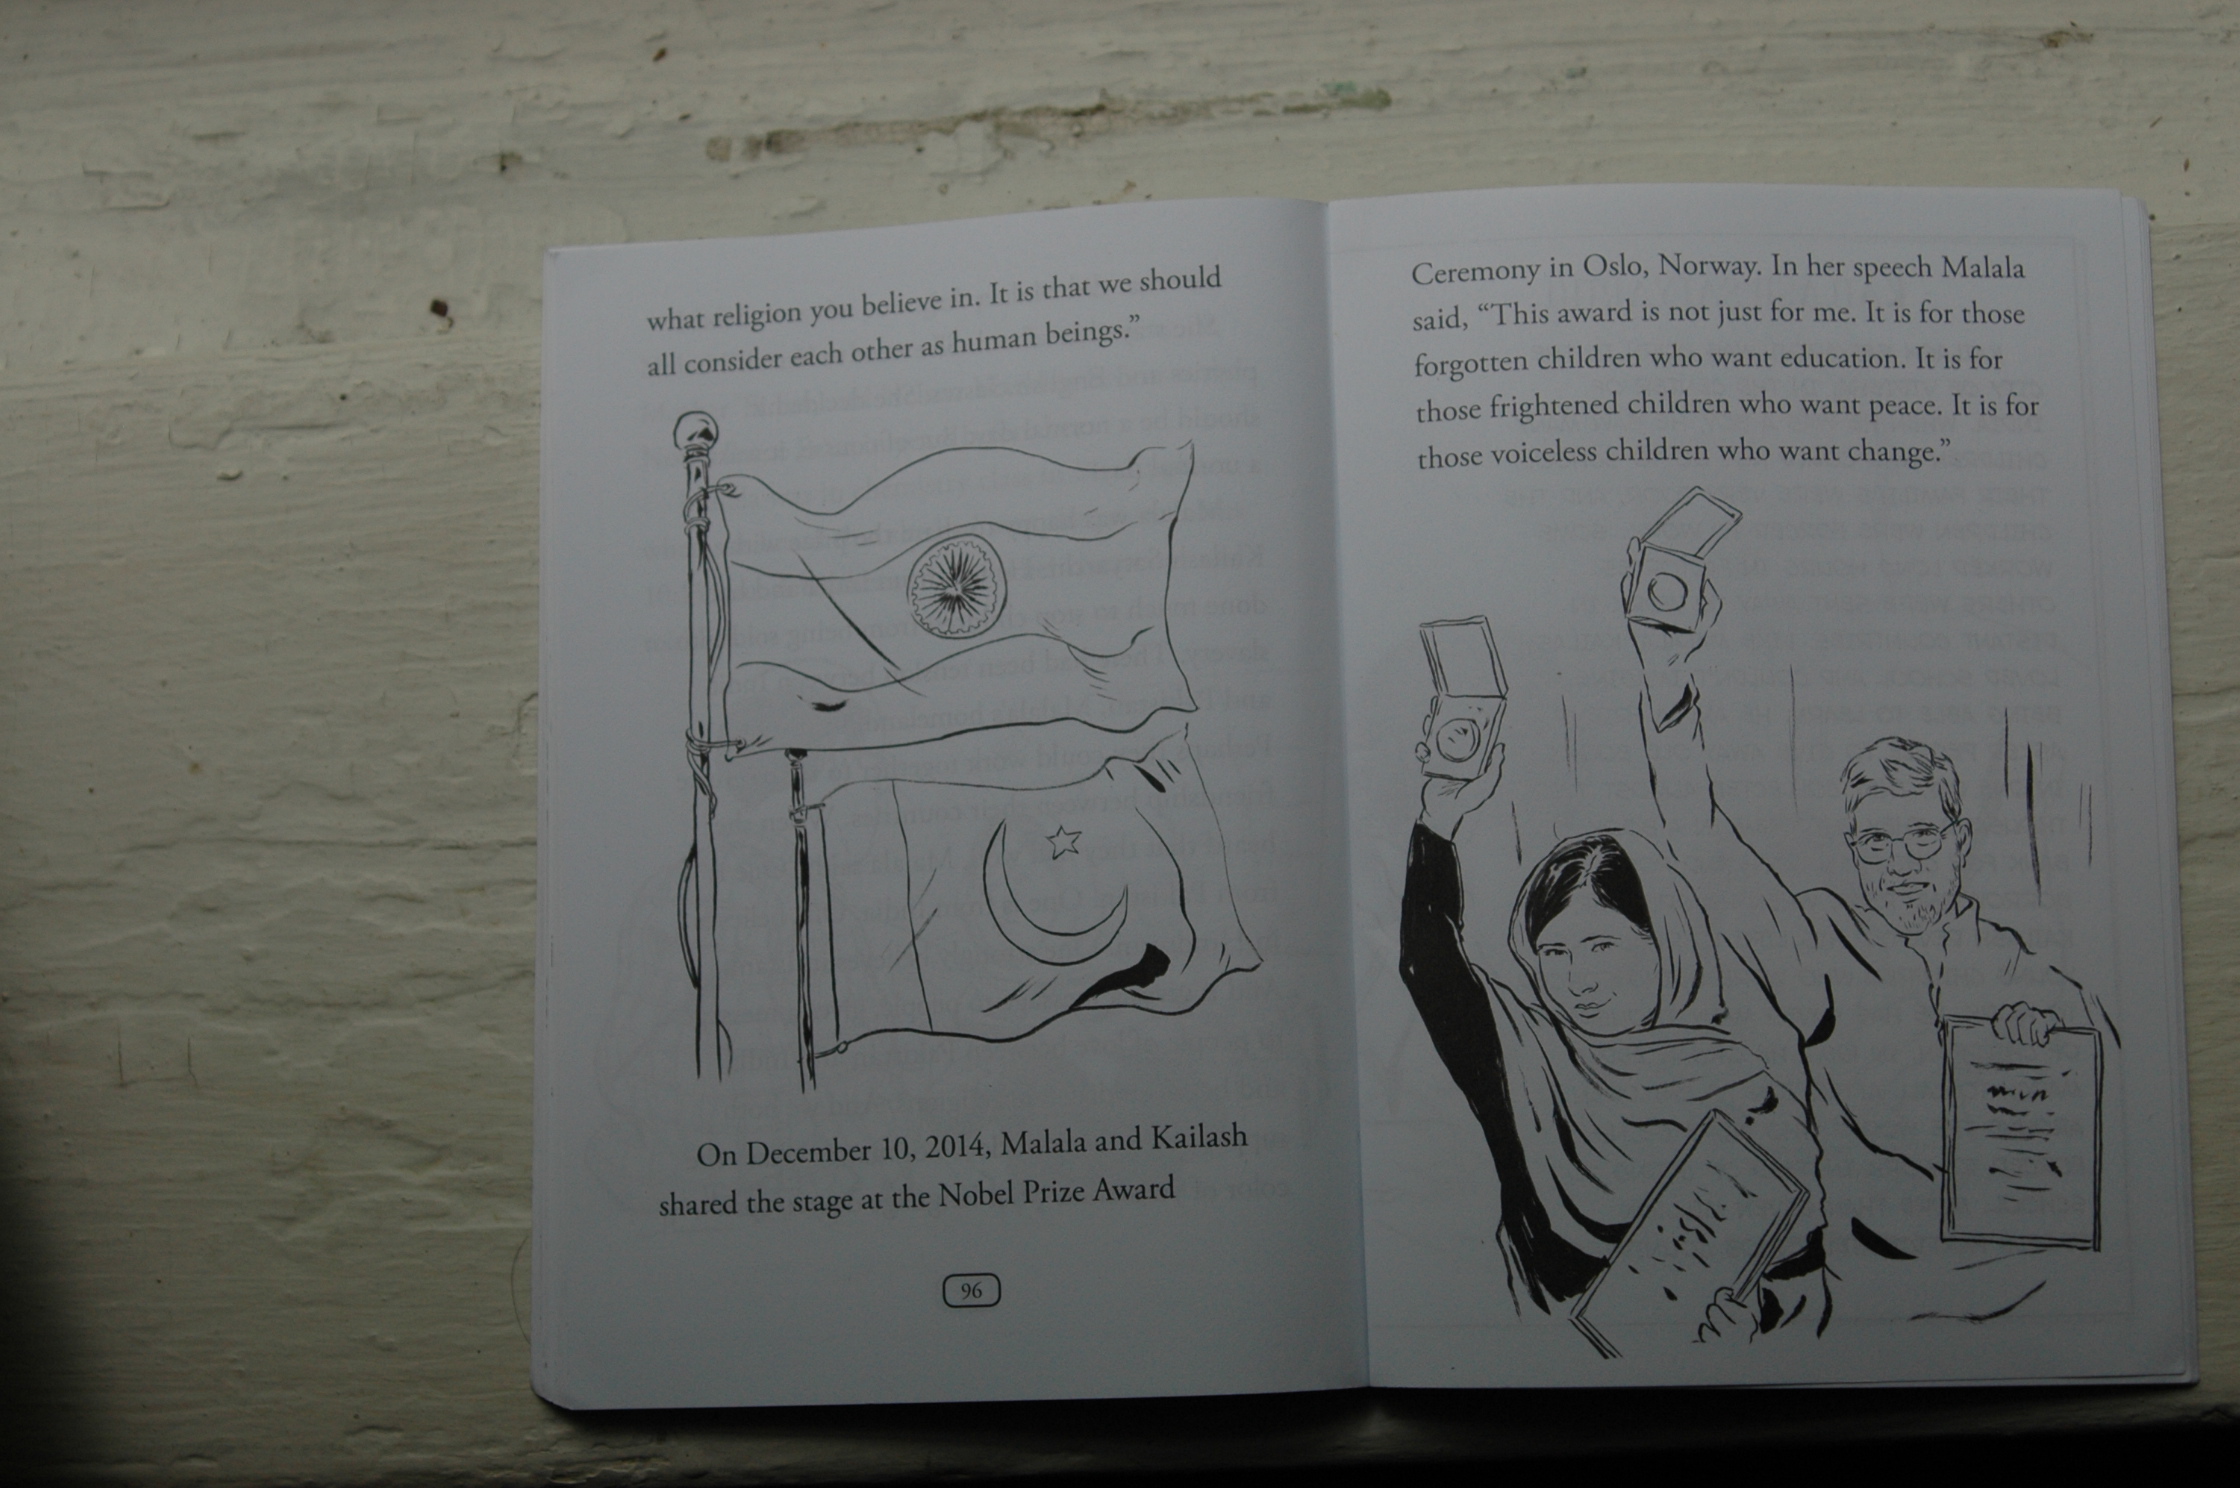 what religion you believe in. It is that we should
all consider each other as human beings.”
On December 10, 2014, Malala and Kailash
shared the stage at the Nobel Prize Award
96
Ceremony in Oslo, Norway. In her speech Malala
said, “This award is not just for me. It is for those
forgotten children who want education. It is for
those frightened children who want peace. It is for
those voiceless children who want change.”